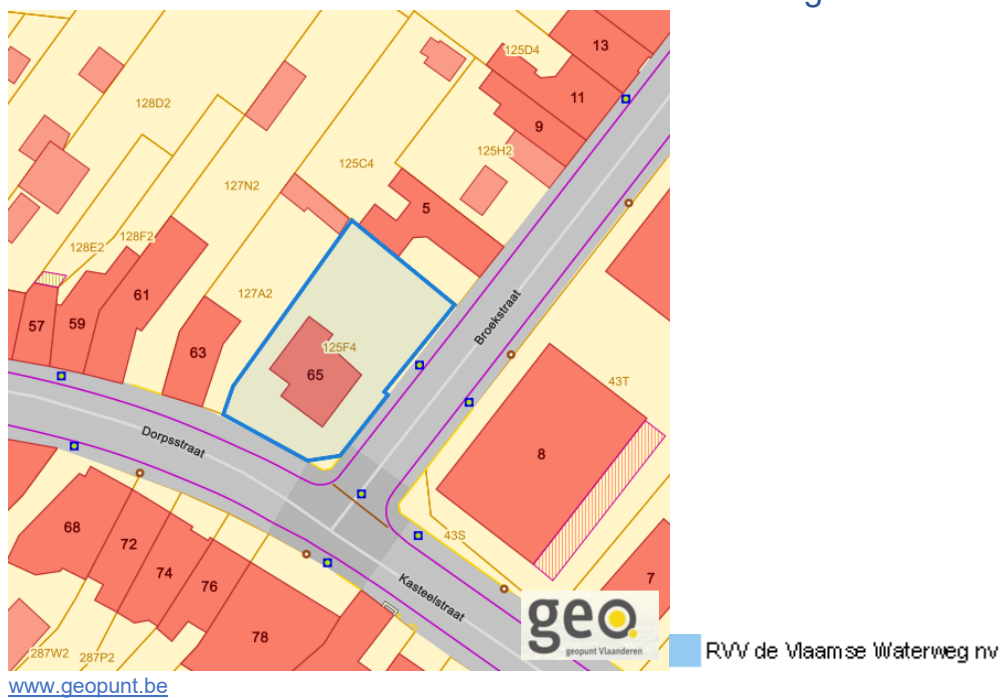 13
125D4
11
128D2
9
125H2
125C4
127N2
5
128F2
128E2
61
127A2
57
59
63
125F4
65
Broekstraat
43T
Dorpsstraat
8
68
72
74
76
78
43S
Kasteelstraat
7
287W2
287P2
geo
geopunt Vlaanderen
RVV de Vlaamse Waterweg nv
www.geopunt.be